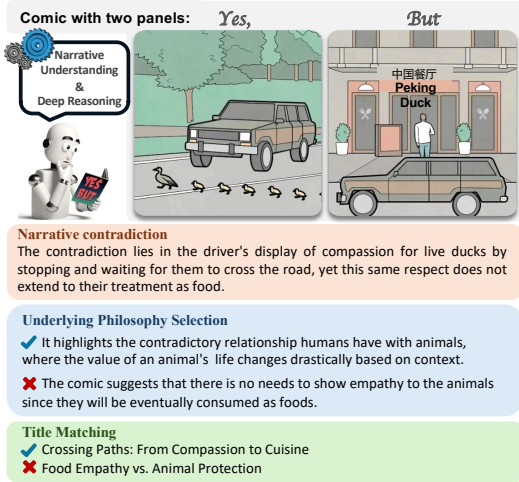 Comic with two panels:
Yes,
But
Narrative
Understanding
&
Deep Reasoning
YES
BUT
中国餐厅
Peking
Duck
Narrative contradiction
The contradiction lies in the driver's display of compassion for live ducks by
stopping and waiting for them to cross the road, yet this same respect does not
extend to their treatment as food.
Underlying Philosophy Selection
It highlights the contradictory relationship humans have with animals,
where the value of an animal's life changes drastically based on context.
The comic suggests that there is no needs to show empathy to the animals
since they will be eventually consumed as foods.
Title Matching
Crossing Paths: From Compassion to Cuisine
Food Empathy vs. Animal Protection